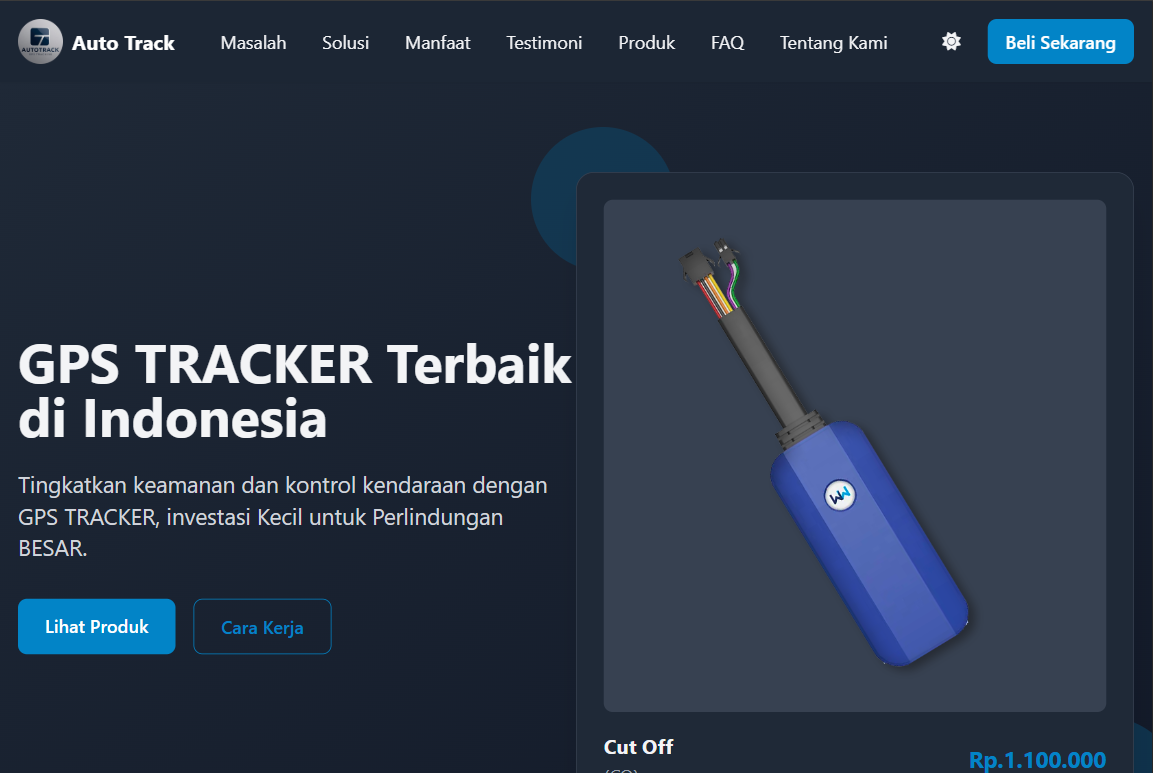 AUTOTRACK
Auto Track
Masalah
Solusi
Manfaat
Testimoni
Produk
FAQ
Tentang Kami
Beli Sekarang
GPS TRACKER Terbaik
di Indonesia
Tingkatkan keamanan dan kontrol kendaraan dengan
GPS TRACKER, investasi Kecil untuk Perlindungan
BESAR.
Lihat Produk
Cara Kerja
Cut Off
Rp.1.100.000